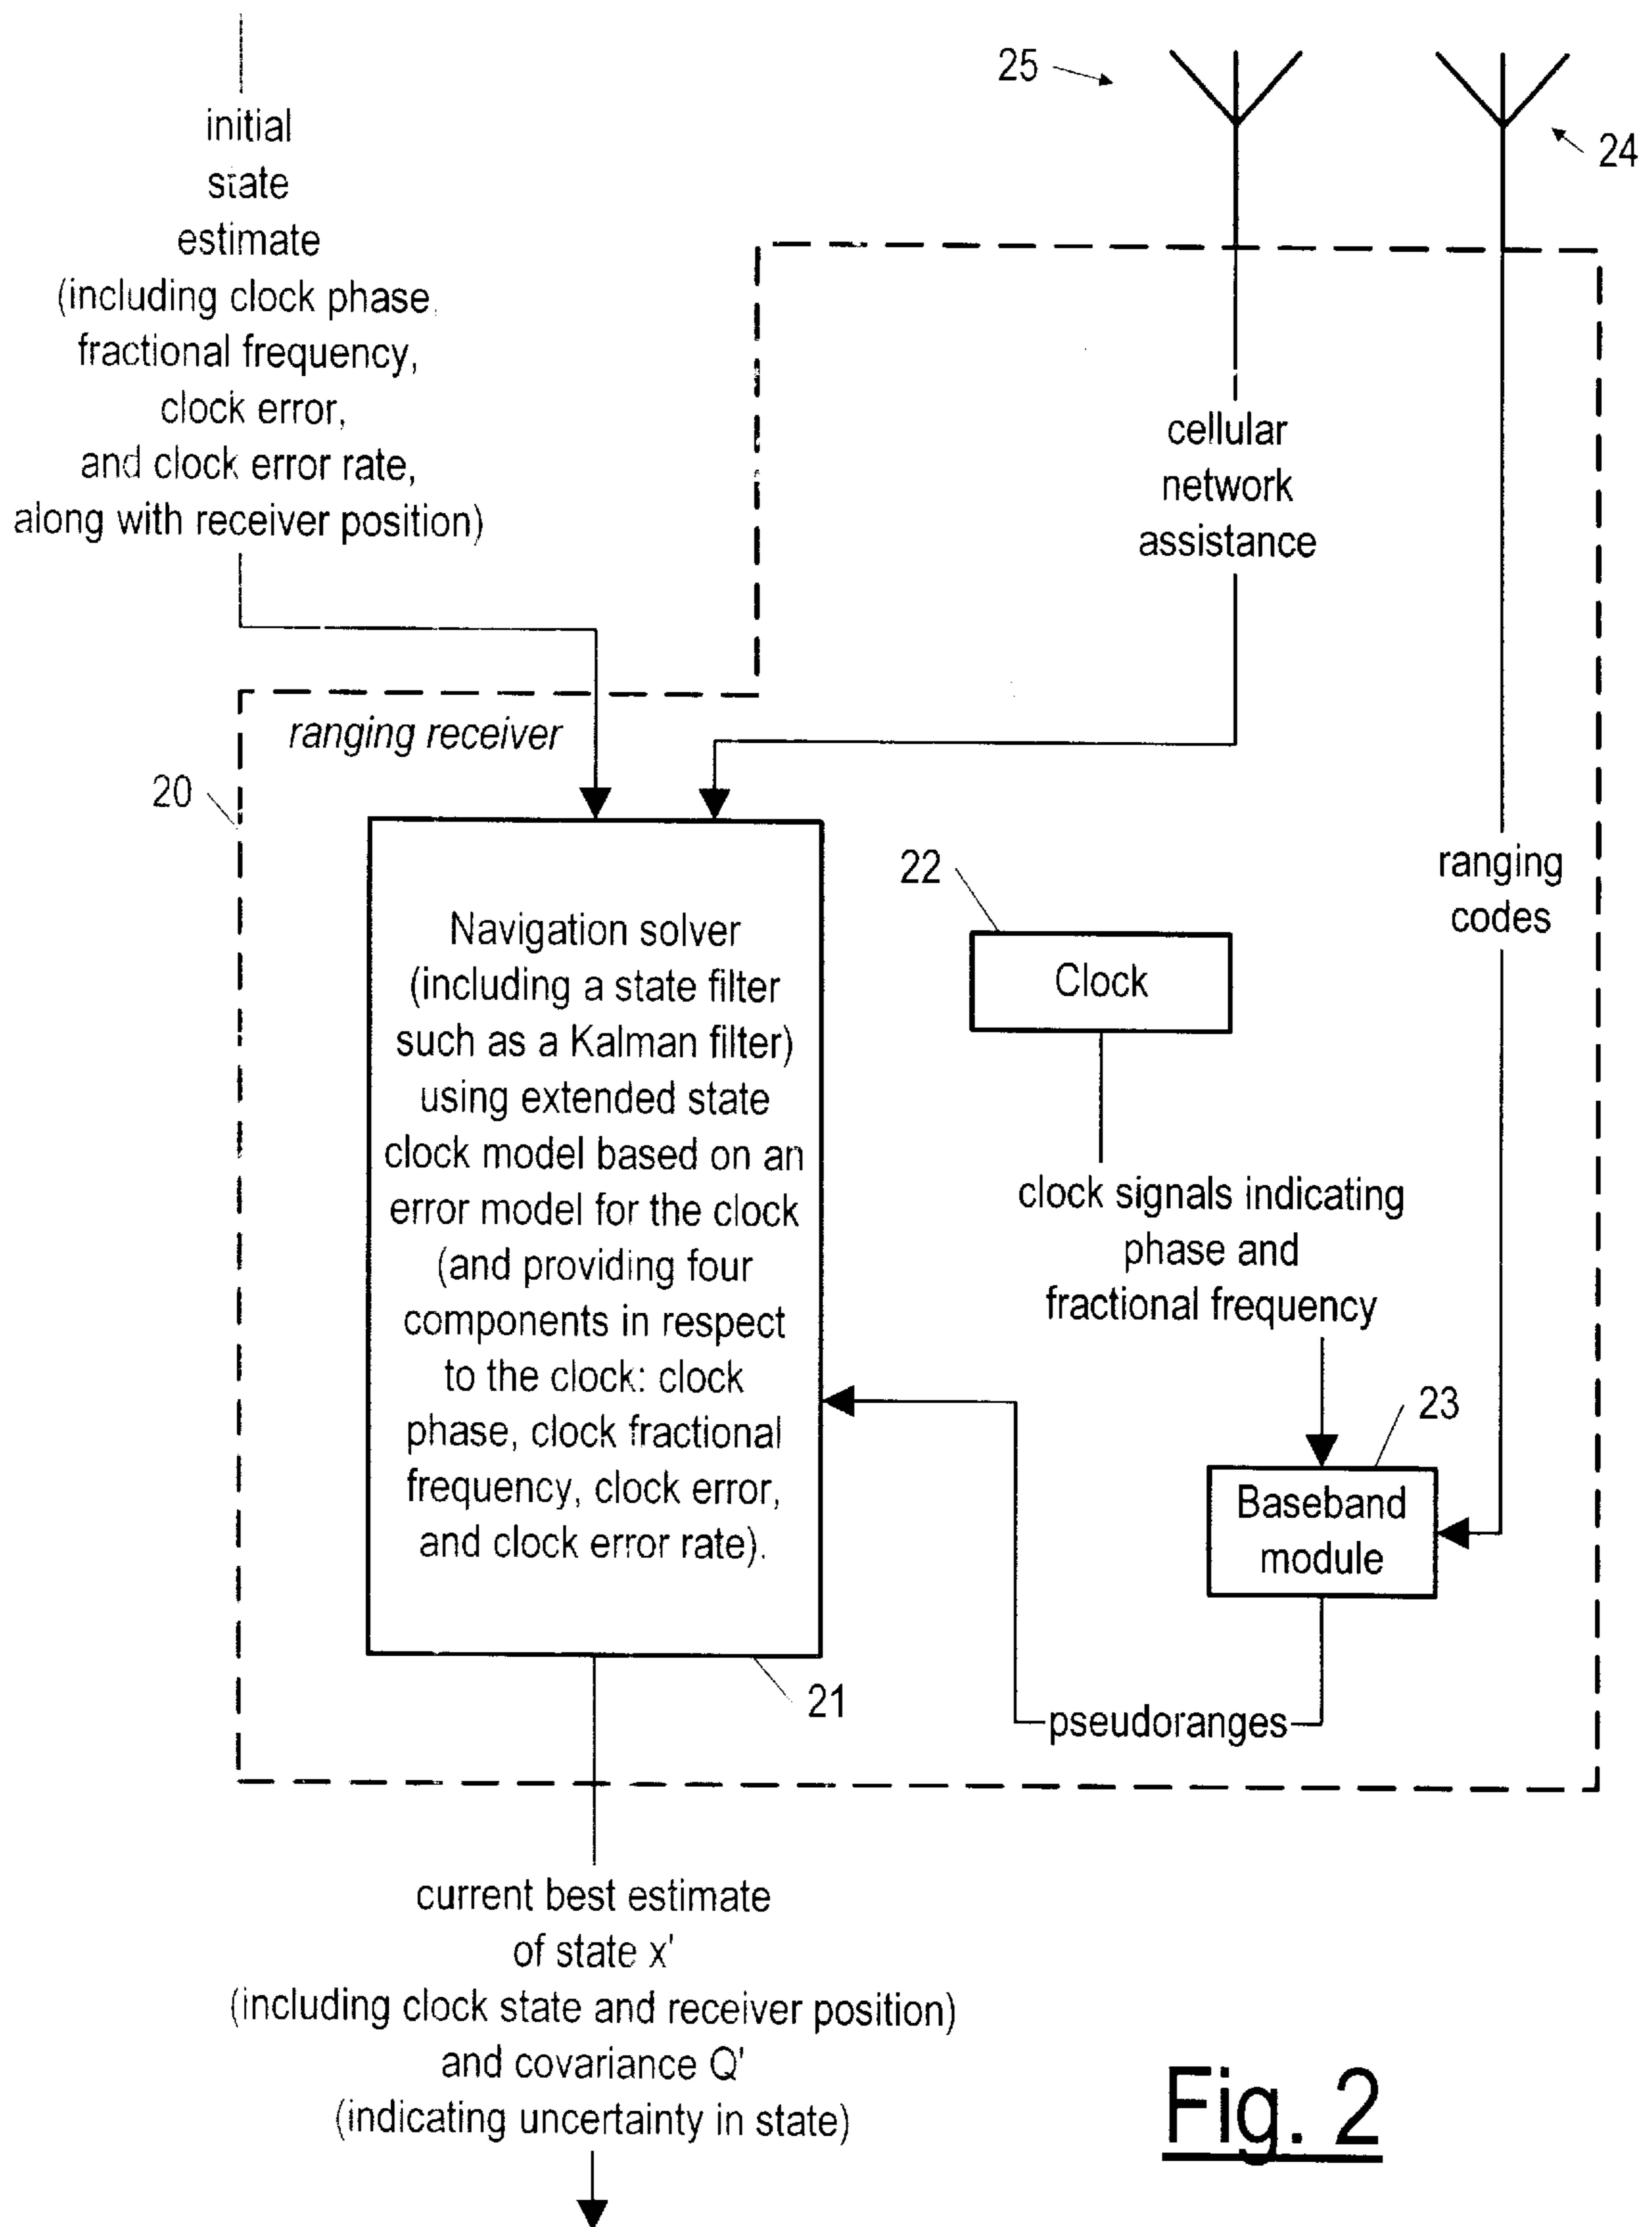 initial
state
estimate
(including clock phase,
fractional frequency,
clock error,
and clock error rate,
along with receiver position)
25
24
cellular
network
assistance
ranging receiver
20
ranging
codes
22
Clock
Navigation solver
(including a state filter
such as a Kalman filter)
using extended state
clock model based on an
error model for the clock
(and providing four
components in respect
to the clock: clock
phase, clock fractional
frequency, clock error,
and clock error rate).
clock signals indicating
phase and
fractional frequency
23
Baseband
module
21
pseudoranges
current best estimate
of state x'
(including clock state and receiver position)
and covariance Q'
(indicating uncertainty in state)
Fig. 2